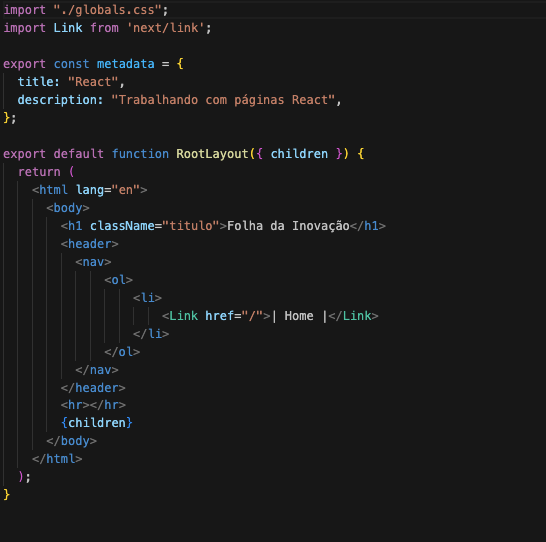 import "./globals.css";
import Link from 'next/link';
export const metadata = {
title: "React",
description: "Trabalhando com páginas React",
};
export default function RootLayout({ children }) {
return (
<html lang="en">
<body>
<h1 className="titulo">Folha da Inovação</h1>
<header>
<nav>
<ol>
<li>
<Link href="/">| Home |</Link>
</li>
</ol>
</nav>
</header>
<hr></hr>
{children}
</body>
</html>
);
}